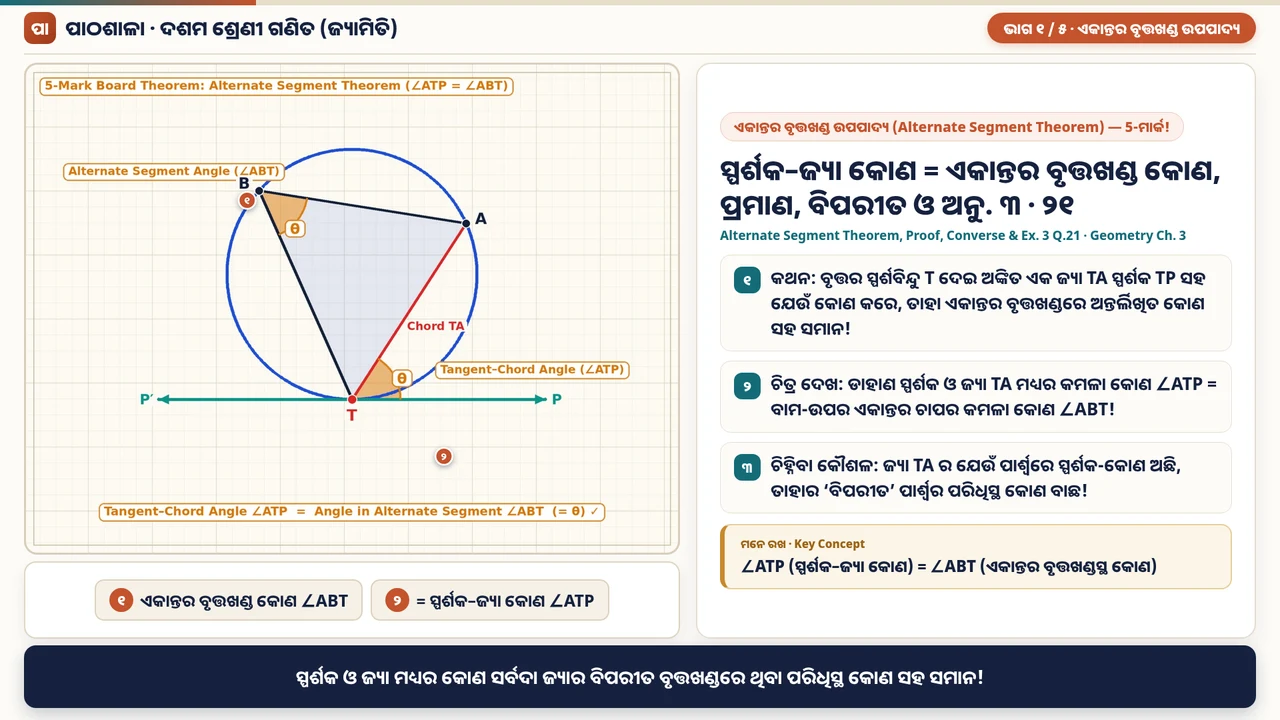 ପା ପାଠଶାଳା · ଦଶମ ଶ୍ରେଣୀ ଗଣିତ (ଜ୍ୟାମିତି)
ଭାଗ ୧ / ୫ · ଏକାନ୍ତର ବୃତ୍ତଖଣ୍ଡ ଉପପାଦ୍ୟ
5-Mark Board Theorem: Alternate Segment Theorem (∠ATP = ∠ABT)
Alternate Segment Angle (∠ABT)
B
୧
θ
A
Chord TA
Tangent–Chord Angle (∠ATP)
θ
P′
P
T
୨
Tangent–Chord Angle ∠ATP = Angle in Alternate Segment ∠ABT (= θ) ✓
୧ ଏକାନ୍ତର ବୃତ୍ତଖଣ୍ଡ କୋଣ ∠ABT
୨ = ସ୍ପର୍ଶକ–ଜ୍ୟା କୋଣ ∠ATP
ଏକାନ୍ତର ବୃତ୍ତଖଣ୍ଡ ଉପପାଦ୍ୟ (Alternate Segment Theorem) — 5-ମାର୍କ!
ସ୍ପର୍ଶକ–ଜ୍ୟା କୋଣ = ଏକାନ୍ତର ବୃତ୍ତଖଣ୍ଡ କୋଣ,
ପ୍ରମାଣ, ବିପରୀତ ଓ ଅନୁ. ୩ · ୨୧
Alternate Segment Theorem, Proof, Converse & Ex. 3 Q.21 · Geometry Ch. 3
୧ କଥନ: ବୃତ୍ତର ସ୍ପର୍ଶବିନ୍ଦୁ T ଦେଇ ଅଙ୍କିତ ଏକ ଜ୍ୟା TA ସ୍ପର୍ଶକ TP ସହ
ଯେଉଁ କୋଣ କରେ, ତାହା ଏକାନ୍ତର ବୃତ୍ତଖଣ୍ଡରେ ଅନ୍ତର୍ଲିଖିତ କୋଣ
ସହ ସମାନ!
୨ ଚିତ୍ର ଦେଖ: ଡାହାଣ ସ୍ପର୍ଶକ ଓ ଜ୍ୟା TA ମଧ୍ୟର କମଳା କୋଣ ∠ATP =
ବାମ-ଉପର ଏକାନ୍ତର ଚାପର କମଳା କୋଣ ∠ABT!
୩ ଚିହ୍ନିବା କୌଶଳ: ଜ୍ୟା TA ର ଯେଉଁ ପାର୍ଶ୍ୱରେ ସ୍ପର୍ଶକ-କୋଣ ଅଛି,
ତାହାର ‘ବିପରୀତ’ ପାର୍ଶ୍ୱର ପରିଧିସ୍ଥ କୋଣ ବାଛ!
ମନେ ରଖ · Key Concept
∠ATP (ସ୍ପର୍ଶକ–ଜ୍ୟା କୋଣ) = ∠ABT (ଏକାନ୍ତର ବୃତ୍ତଖଣ୍ଡସ୍ଥ କୋଣ)
ସ୍ପର୍ଶକ ଓ ଜ୍ୟା ମଧ୍ୟର କୋଣ ସର୍ବଦା ଜ୍ୟାର ବିପରୀତ ବୃତ୍ତଖଣ୍ଡରେ ଥିବା ପରିଧିସ୍ଥ କୋଣ ସହ ସମାନ!